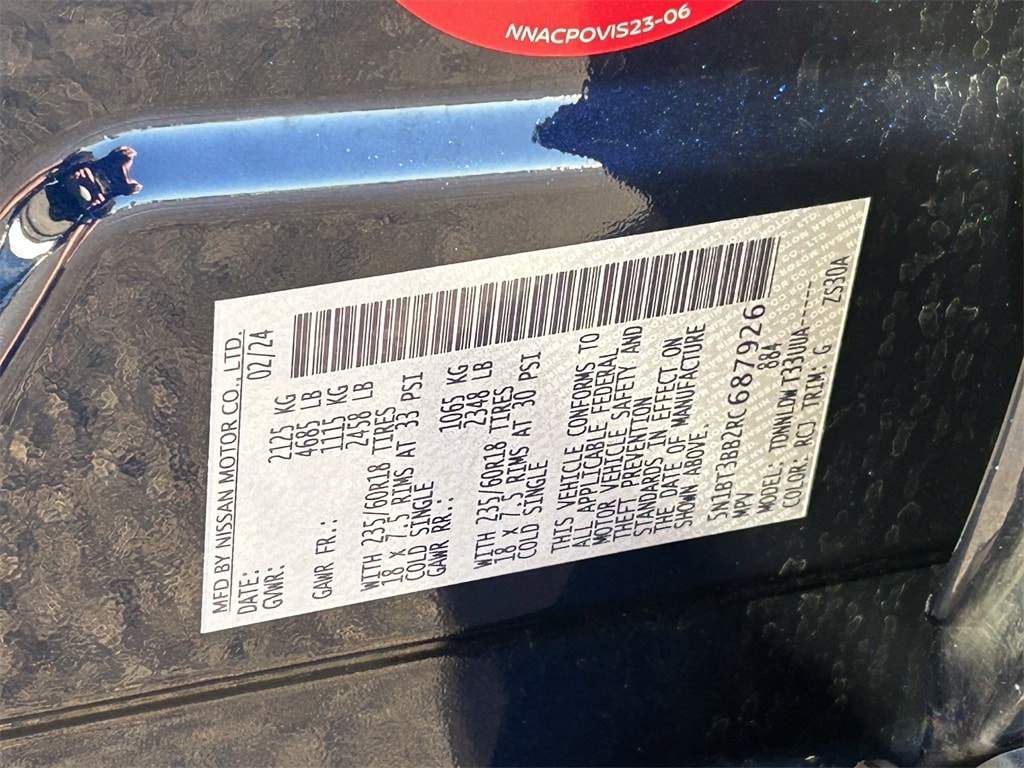 NNACPOVIS23-06
MFD BY NISSAN MOTOR CO., LTD.
DATE: 02/24
GVWR: 2125 KG
4685 LB
GAWR FR.: 1115 KG
2458 LB
WITH 235/60R18 TIRES
18 X 7.5 RIMS AT 33 PSI
COLD SINGLE
GAWR RR.: 1065 KG
2348 LB
WITH 235/60R18 TIRES
18 X 7.5 RIMS AT 30 PSI
COLD SINGLE
THIS VEHICLE CONFORMS TO
ALL APPLICABLE FEDERAL
MOTOR VEHICLE SAFETY AND
THEFT PREVENTION
STANDARDS IN EFFECT ON
THE DATE OF MANUFACTURE
SHOWN ABOVE.
5N1BT3BB2RC687926
MPV 884
MODEL: TDNNLDWT33UUA-----
COLOR: RCJ TRIM: G ZS30A